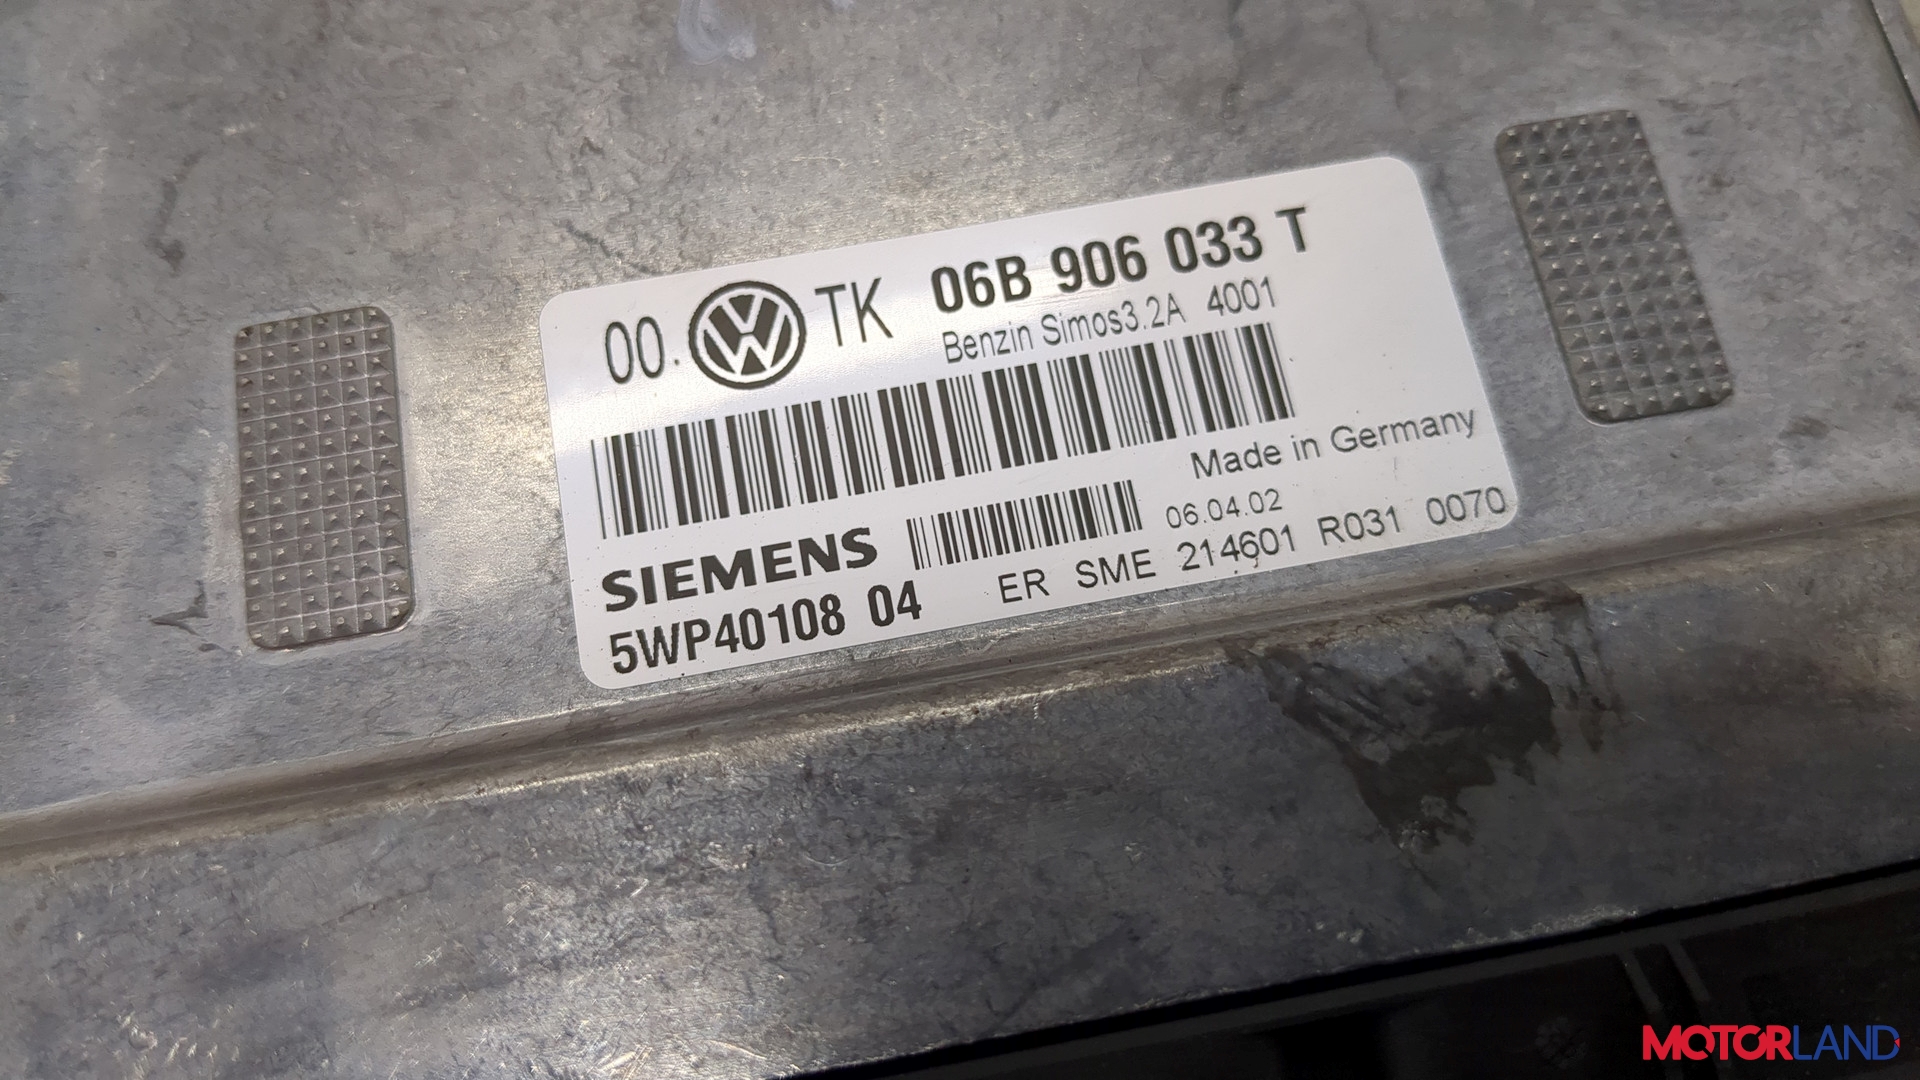 00. VW TK 06B 906 033 T
Benzin Simos3.2A 4001
Made in Germany
SIEMENS 06.04.02
5WP40108 04 ER SME 214601 R031 0070
MOTORLAND